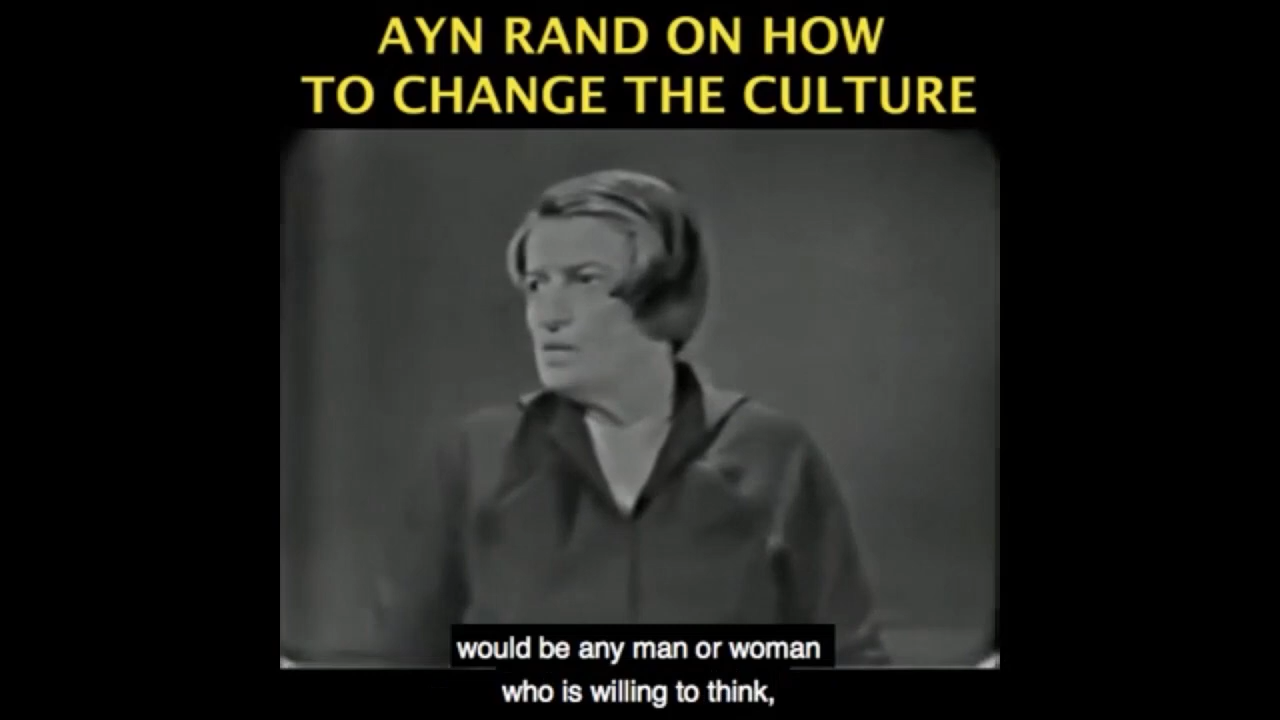 AYN RAND ON HOW
TO CHANGE THE CULTURE
would be any man or woman
who is willing to think,